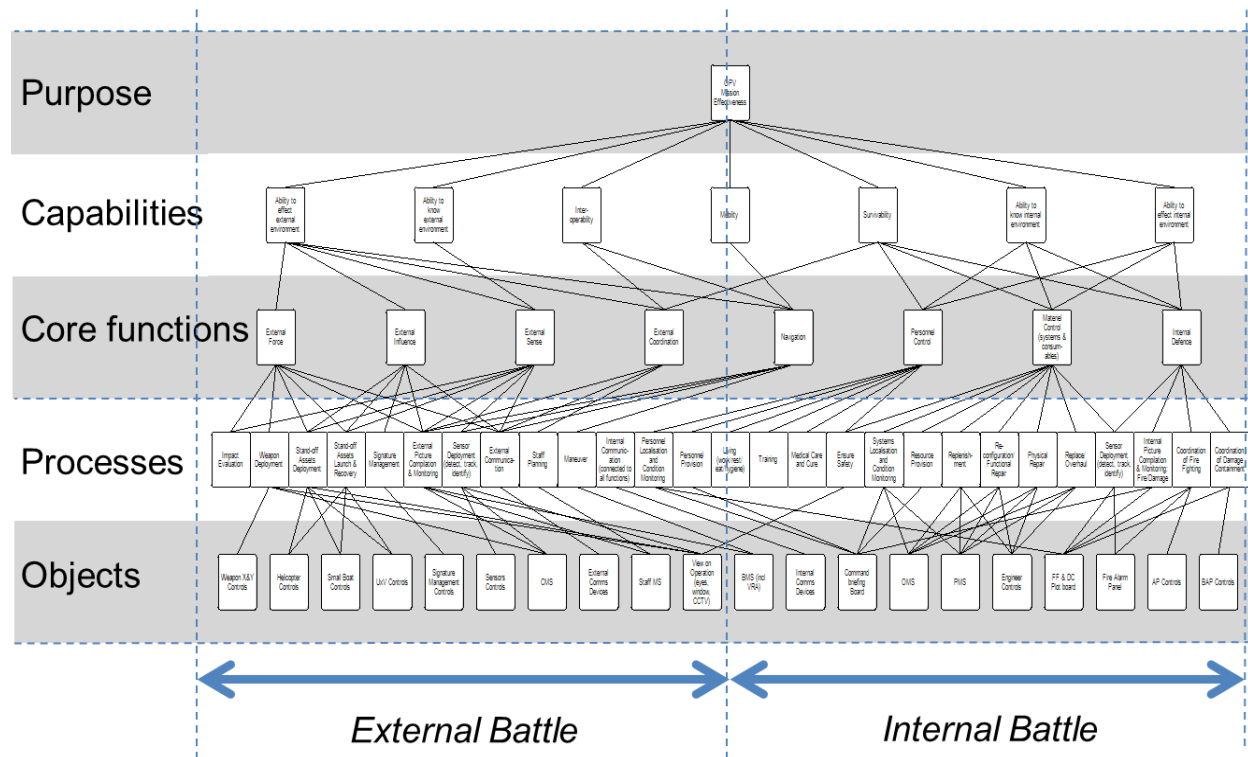 Purpose
OPV
Mission
Effectiveness
Capabilities
Ability to
effect
external
environment
Ability to
know
external
environment
Inter-
operability
Mobility
Survivability
Ability to
know internal
environment
Ability to
effect internal
environment
Core functions
External
Force
External
Influence
External
Sense
External
Coordination
Navigation
Personnel
Control
Materiel
Control
(systems &
consum-
ables)
Internal
Defence
Processes
Impact
Evaluation
Weapon
Deployment
Stand-off
Assets
Deployment
Stand-off
Assets
Launch &
Recovery
Signature
Management
External
Picture
Compilation
& Monitoring
Sensor
Deployment
(detect, track,
identify)
External
Communica-
tion
Staff
Planning
Maneuver
Internal
Communic-
ation
(connected to
all functions)
Personnel
Localisation
and
Condition
Monitoring
Personnel
Provision
Living
(work/rest/
eat/hygiene)
Training
Medical Care
and Cure
Ensure
Safety
Systems
Localisation
and
Condition
Monitoring
Resource
Provision
Replenish-
ment
Re-
configuration/
Functional
Repair
Physical
Repair
Replace/
Overhaul
Sensor
Deployment
(detect, track,
identify)
Internal
Picture
Compilation
& Monitoring:
Fire/Damage
Coordination
of Fire
Fighting
Coordination
of Damage
Containment
Objects
Weapon X&Y
Controls
Helicopter
Controls
Small Boat
Controls
UxV Controls
Signature
Management
Controls
Sensors
Controls
CMS
External
Comms
Devices
Staff MS
View on
Operation
(eyes,
window,
CCTV)
BMS (incl
VRA)
Internal
Comms
Devices
Command
briefing
Board
OMS
PMS
Engineer
Controls
FF & DC
Plot board
Fire Alarm
Panel
AP Controls
BAP Controls
External Battle
Internal Battle